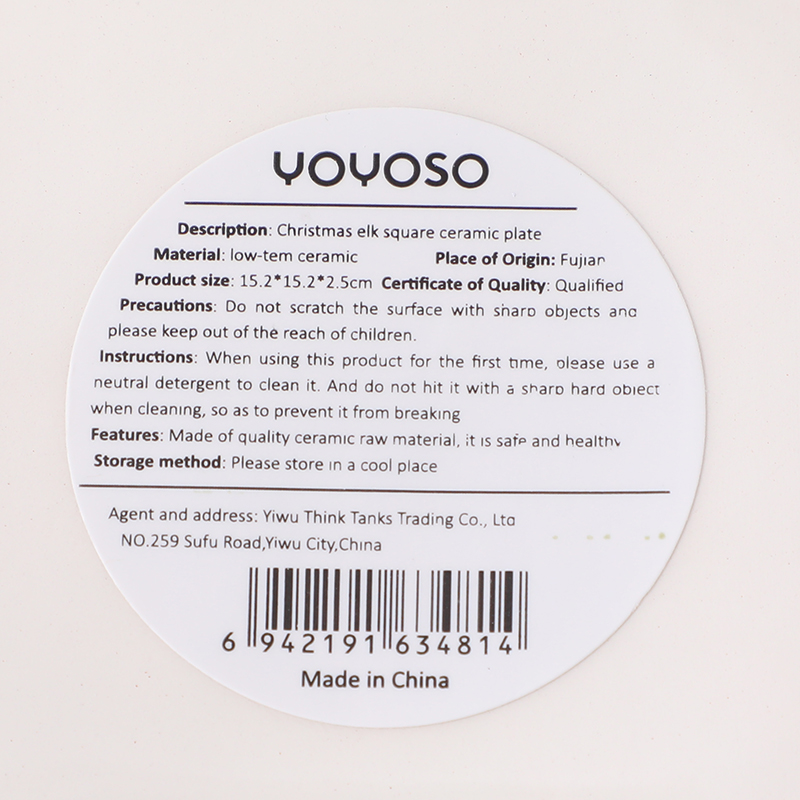 YOYOSO
Description: Christmas elk square ceramic plate
Material: low-tem ceramic Place of Origin: Fujian
Product size: 15.2*15.2*2.5cm Certificate of Quality: Qualified
Precautions: Do not scratch the surface with sharp objects and
please keep out of the reach of children.
Instructions: When using this product for the first time, please use a
neutral detergent to clean it. And do not hit it with a sharp hard object
when cleaning, so as to prevent it from breaking
Features: Made of quality ceramic raw material, it is safe and healthy
Storage method: Please store in a cool place
Agent and address: Yiwu Think Tanks Trading Co., Ltd
NO.259 Sufu Road,Yiwu City,China
6 942191 634814
Made in China